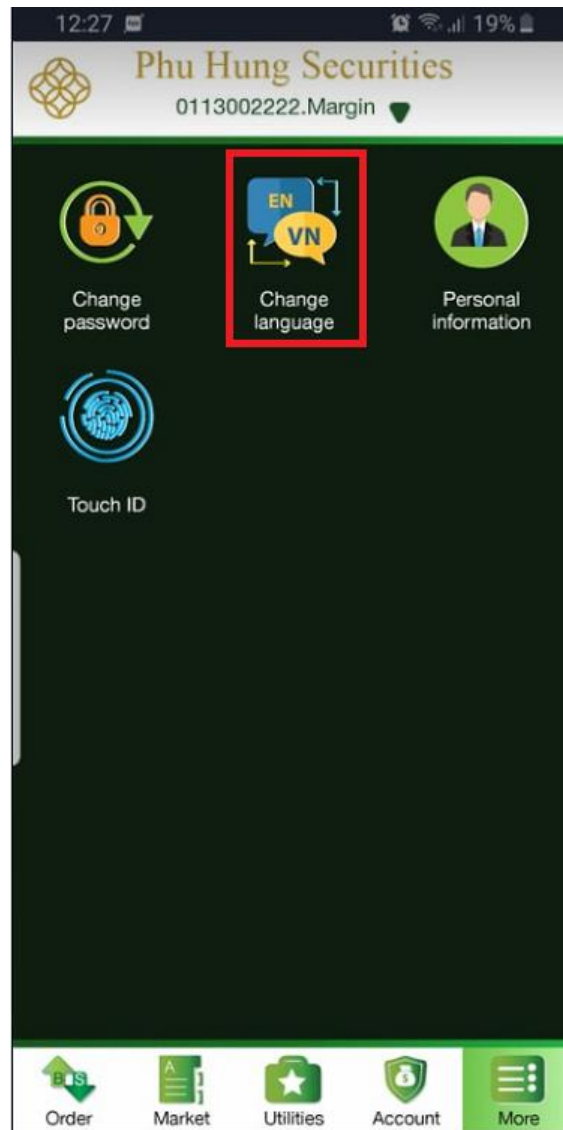 12:27
19%
Phu Hung Securities
0113002222.Margin
EN
VN
Change
password
Change
language
Personal
information
Touch ID
B S
A
Order
Market
Utilities
Account
More